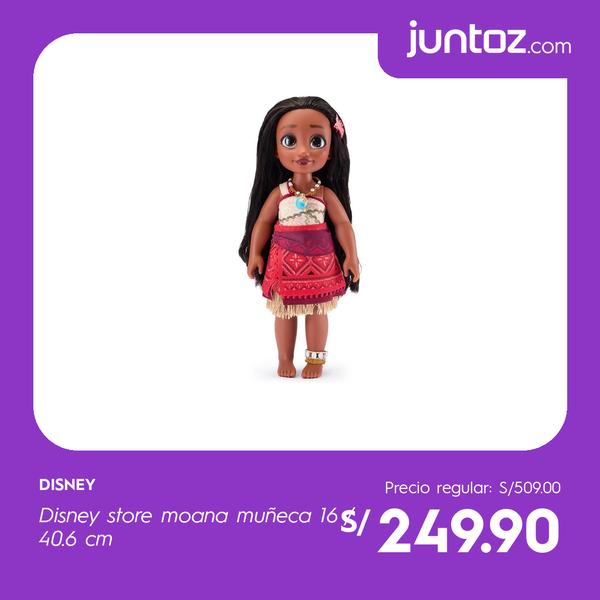 juntoz.com
DISNEY
Precio regular: S/509.00
Disney store moana muñeca 16
40.6 cm
S/ 249.90